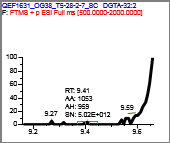 QEF1631_OG38_T5-28-2-7_SC DGTA-32:2
F: FTMS + p ESI Full ms [500.0000-2000.0000]
100
80
60
40
20
0
RT: 9.41
AA: 1053
AH: 959
SN: 5.02E+012
9.27
9.59
9.2
9.4
9.6